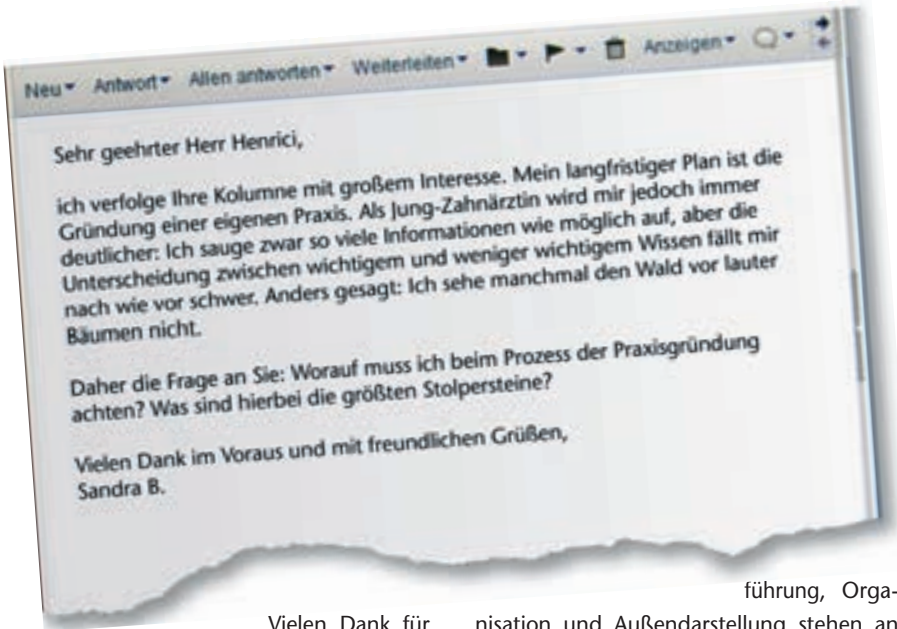 Neu Antwort Allen antworten Weiterleiten Anzeigen
Sehr geehrter Herr Henrici,
ich verfolge Ihre Kolumne mit großem Interesse. Mein langfristiger Plan ist die
Gründung einer eigenen Praxis. Als Jung-Zahnärztin wird mir jedoch immer
deutlicher: Ich sauge zwar so viele Informationen wie möglich auf, aber die
Unterscheidung zwischen wichtigem und weniger wichtigem Wissen fällt mir
nach wie vor schwer. Anders gesagt: Ich sehe manchmal den Wald vor lauter
Bäumen nicht.
Daher die Frage an Sie: Worauf muss ich beim Prozess der Praxisgründung
achten? Was sind hierbei die größten Stolpersteine?
Vielen Dank im Voraus und mit freundlichen Grüßen,
Sandra B.
Vielen Dank für
führung, Orga-
nisation und Außendarstellung stehen an